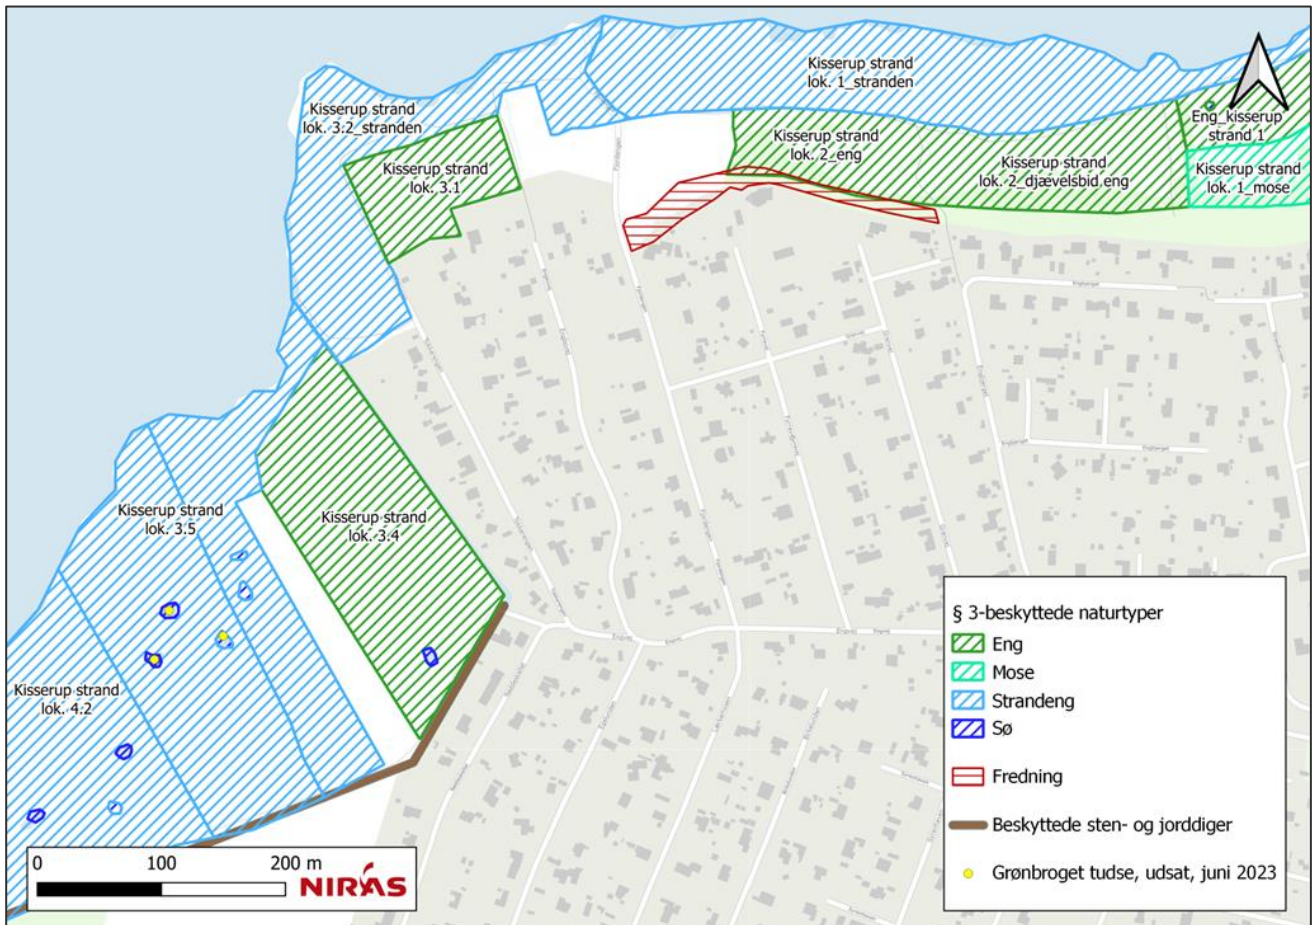 Kisserup strand
lok. 1_stranden
Kisserup strand
lok. 3.2_stranden
Eng_kisserup
strand 1
Kisserup strand
lok. 2_eng
Kisserup strand
lok. 3.1
Kisserup strand
lok. 2_djævelsbid eng
Kisserup strand
lok. 1_mose
Kisserup strand
lok. 3.5
Kisserup strand
lok. 3.4
Kisserup strand
lok. 4.2
§ 3-beskyttede naturtyper
Eng
Mose
Strandeng
Sø
Fredning
Beskyttede sten- og jorddiger
Grønbroget tudse, udsat, juni 2023
0 100 200 m
NIRAS